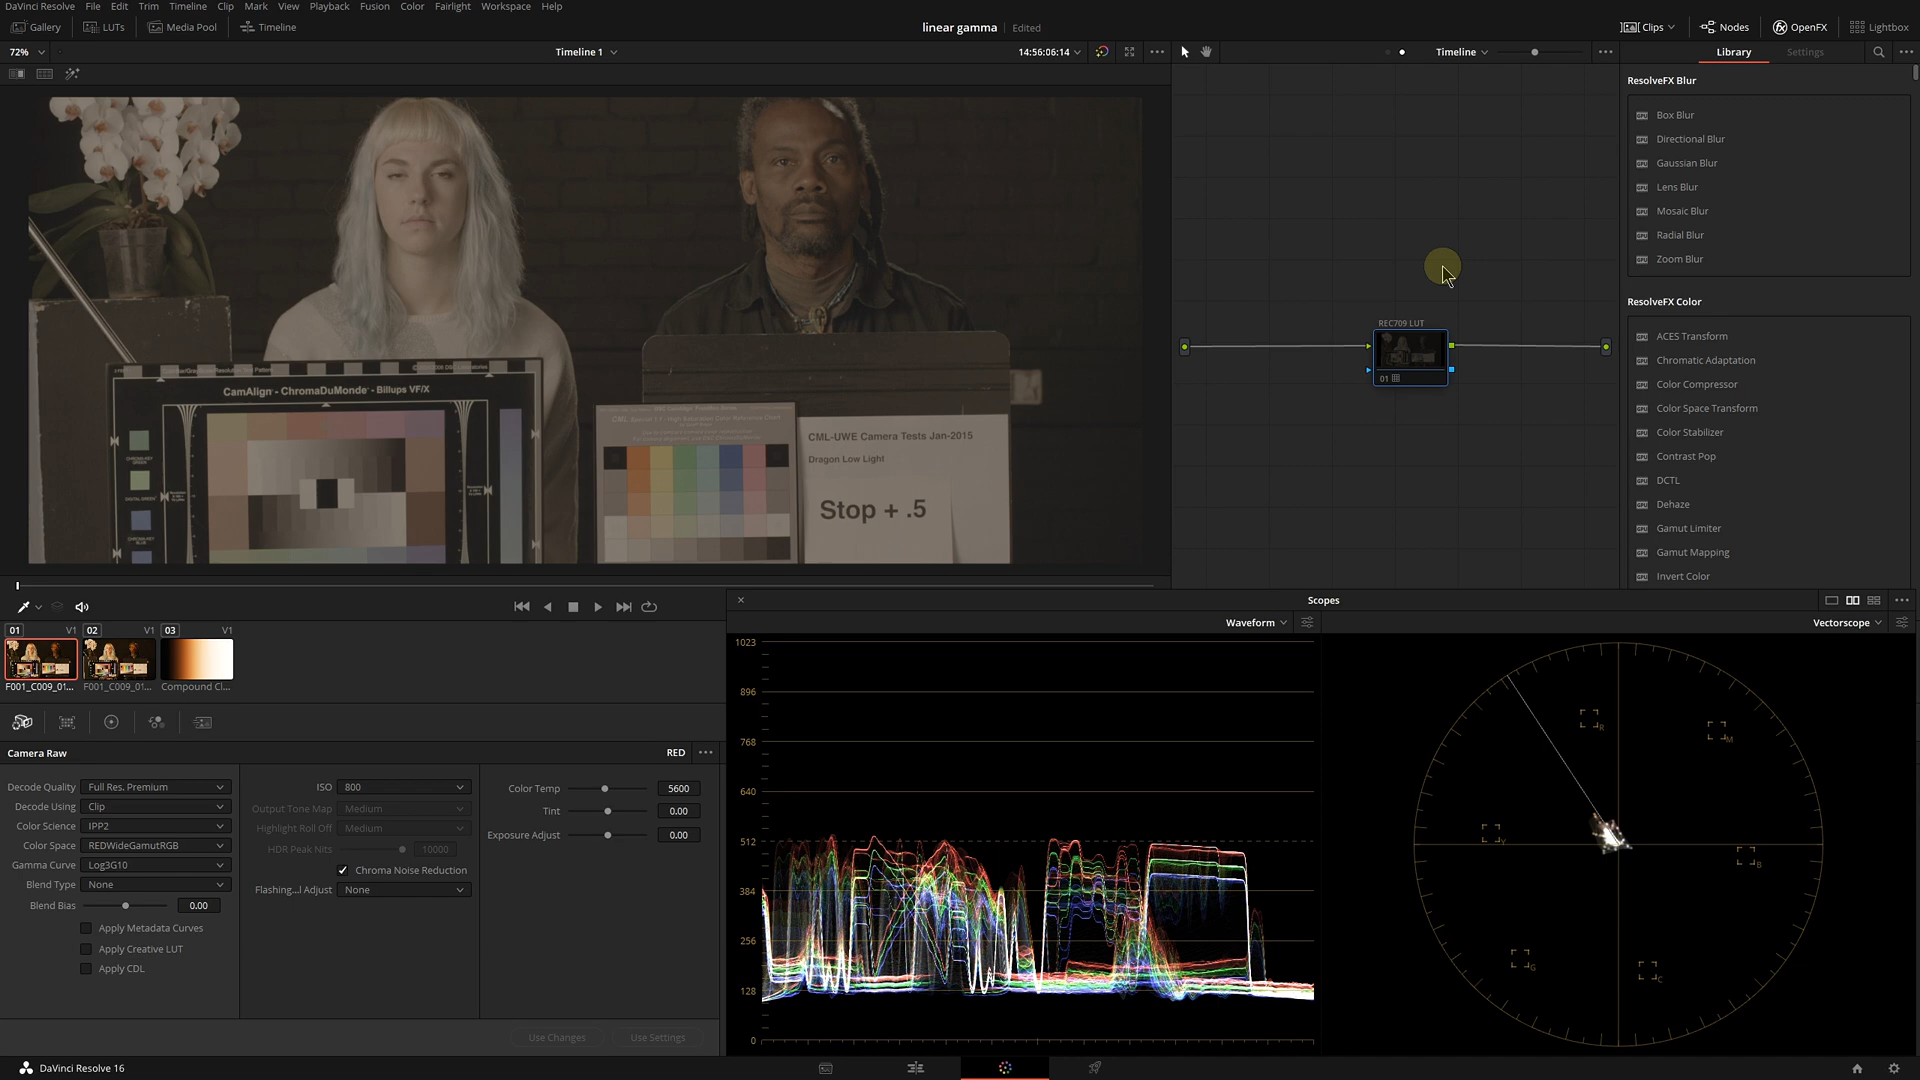 DaVinci Resolve File Edit Trim Timeline Clip Mark View Playback Fusion Color Fairlight Workspace Help
Gallery LUTs Media Pool Timeline linear gamma Edited Clips Nodes OpenFX Lightbox
72% Timeline 1 14:56:06:14 Timeline Library Settings
ResolveFX Blur
Box Blur
Directional Blur
Gaussian Blur
Lens Blur
Mosaic Blur
Radial Blur
Zoom Blur
ResolveFX Color
ACES Transform
Chromatic Adaptation
Color Compressor
Color Space Transform
Color Stabilizer
Contrast Pop
DCTL
Dehaze
Gamut Limiter
Gamut Mapping
Invert Color
REC709 LUT
01
CamAlign - ChromaDuMonde - Billups VF/X
CML-UWE Camera Tests Jan-2015
Dragon Low Light
Stop + .5
01 V1 02 V1 03 V1
F001_C009_01... F001_C009_01... Compound Cl...
Camera Raw RED
Decode Quality Full Res. Premium
Decode Using Clip
Color Science IPP2
Color Space REDWideGamutRGB
Gamma Curve Log3G10
Blend Type None
Blend Bias 0.00
Apply Metadata Curves
Apply Creative LUT
Apply CDL
ISO 800
Output Tone Map Medium
Highlight Roll Off Medium
HDR Peak Nits 10000
Chroma Noise Reduction
Flashing...l Adjust None
Color Temp 5600
Tint 0.00
Exposure Adjust 0.00
Use Changes Use Settings
Scopes
Waveform Vectorscope
1023
896
768
640
512
384
256
128
0
R
M
Y
B
G
C
DaVinci Resolve 16